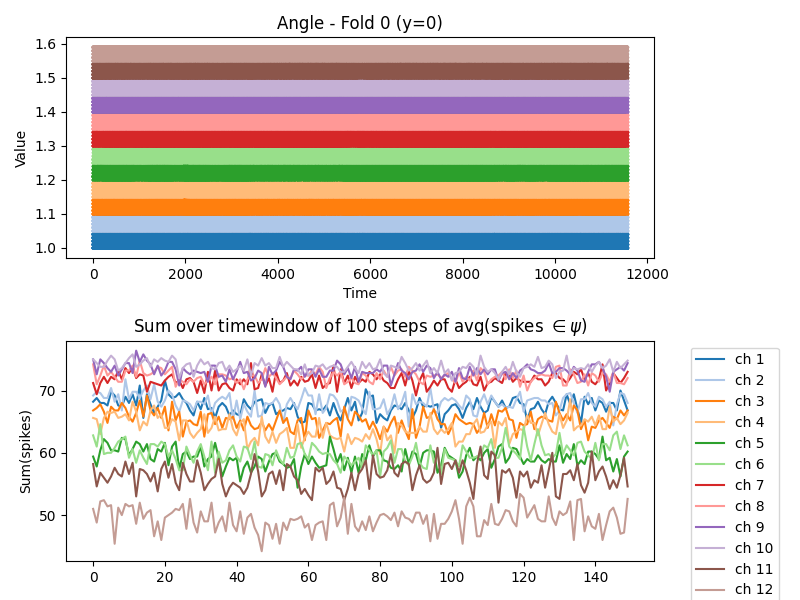 Angle - Fold 0 (y=0)
Value
1.6
1.5
1.4
1.3
1.2
1.1
1.0
0 2000 4000 6000 8000 10000 12000
Time
Sum over timewindow of 100 steps of avg(spikes ∈ ψ)
Sum(spikes)
70
60
50
0 20 40 60 80 100 120 140
ch 1
ch 2
ch 3
ch 4
ch 5
ch 6
ch 7
ch 8
ch 9
ch 10
ch 11
ch 12